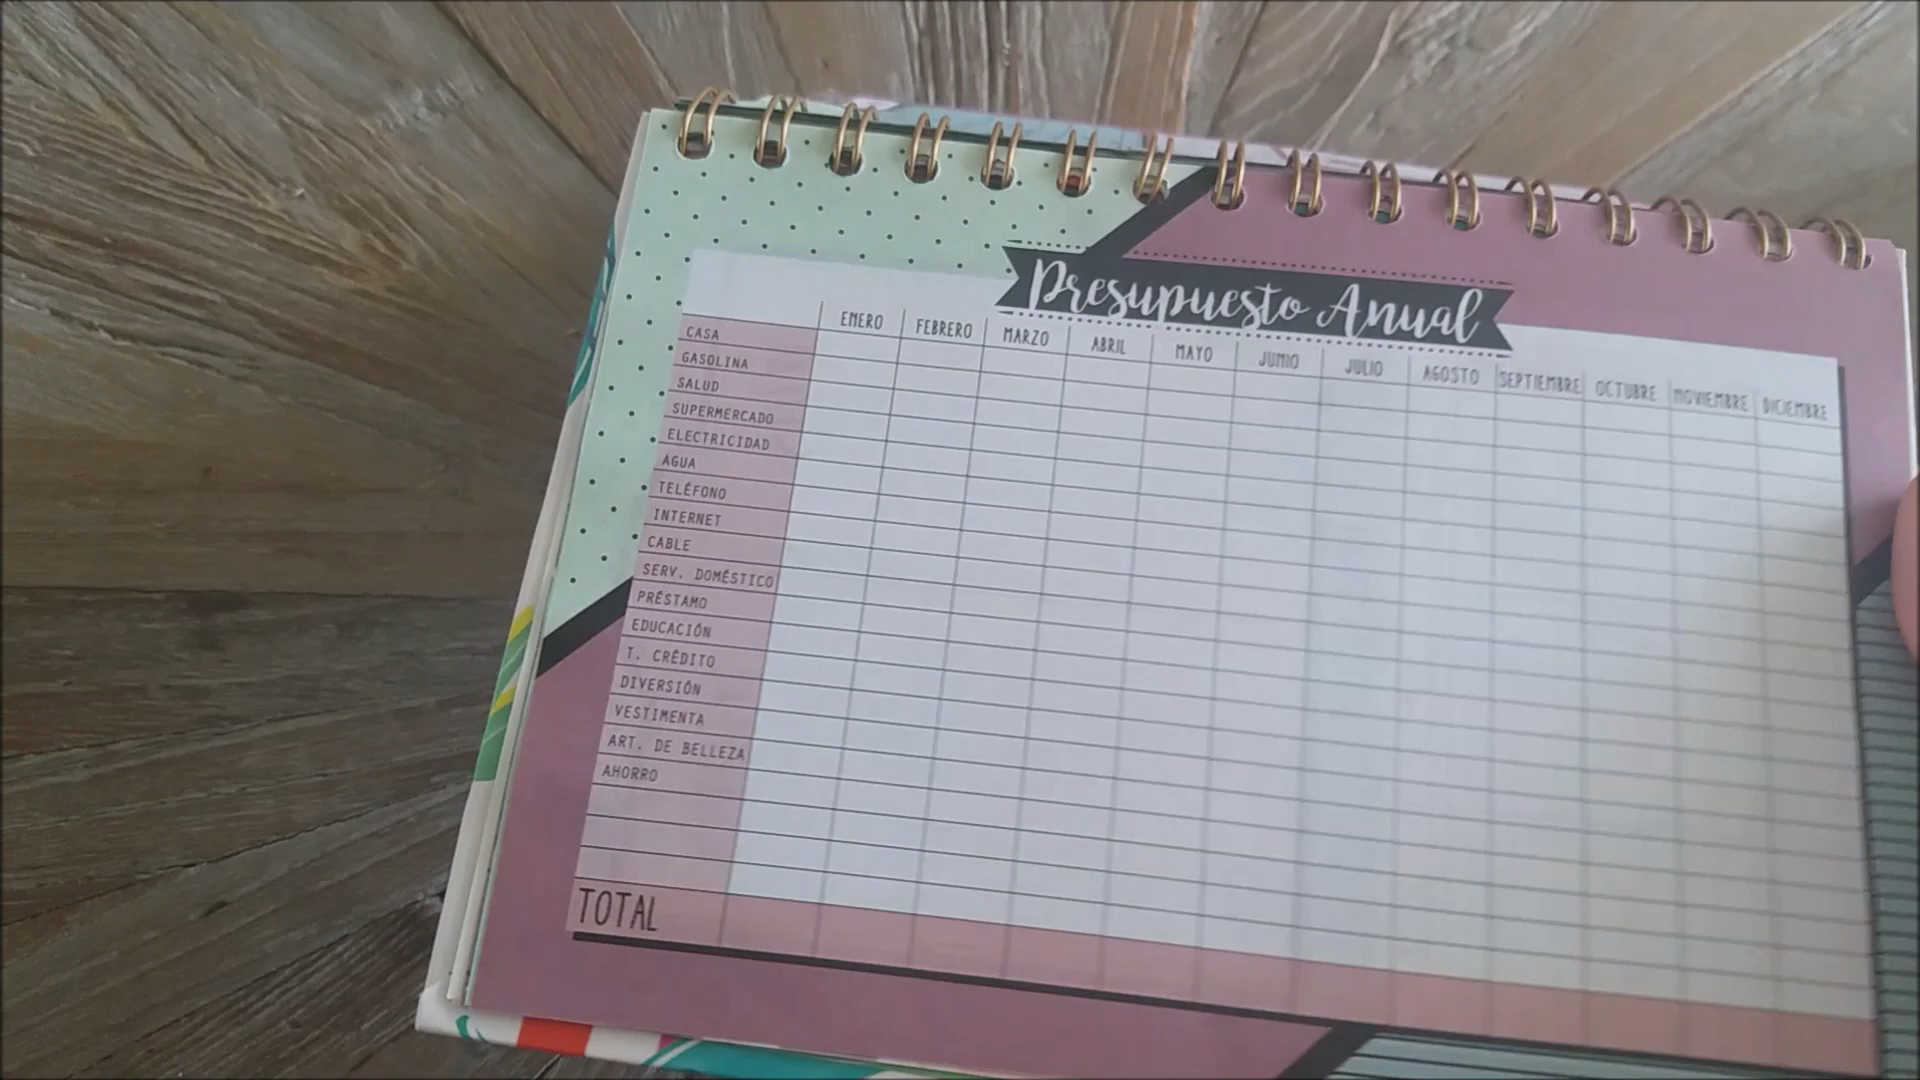 Presupuesto Anual
ENERO FEBRERO MARZO ABRIL MAYO JUNIO JULIO AGOSTO SEPTIEMBRE OCTUBRE NOVIEMBRE DICIEMBRE
CASA
GASOLINA
SALUD
SUPERMERCADO
ELECTRICIDAD
AGUA
TELÉFONO
INTERNET
CABLE
SERV. DOMÉSTICO
PRÉSTAMO
EDUCACIÓN
T. CRÉDITO
DIVERSIÓN
VESTIMENTA
ART. DE BELLEZA
AHORRO
TOTAL